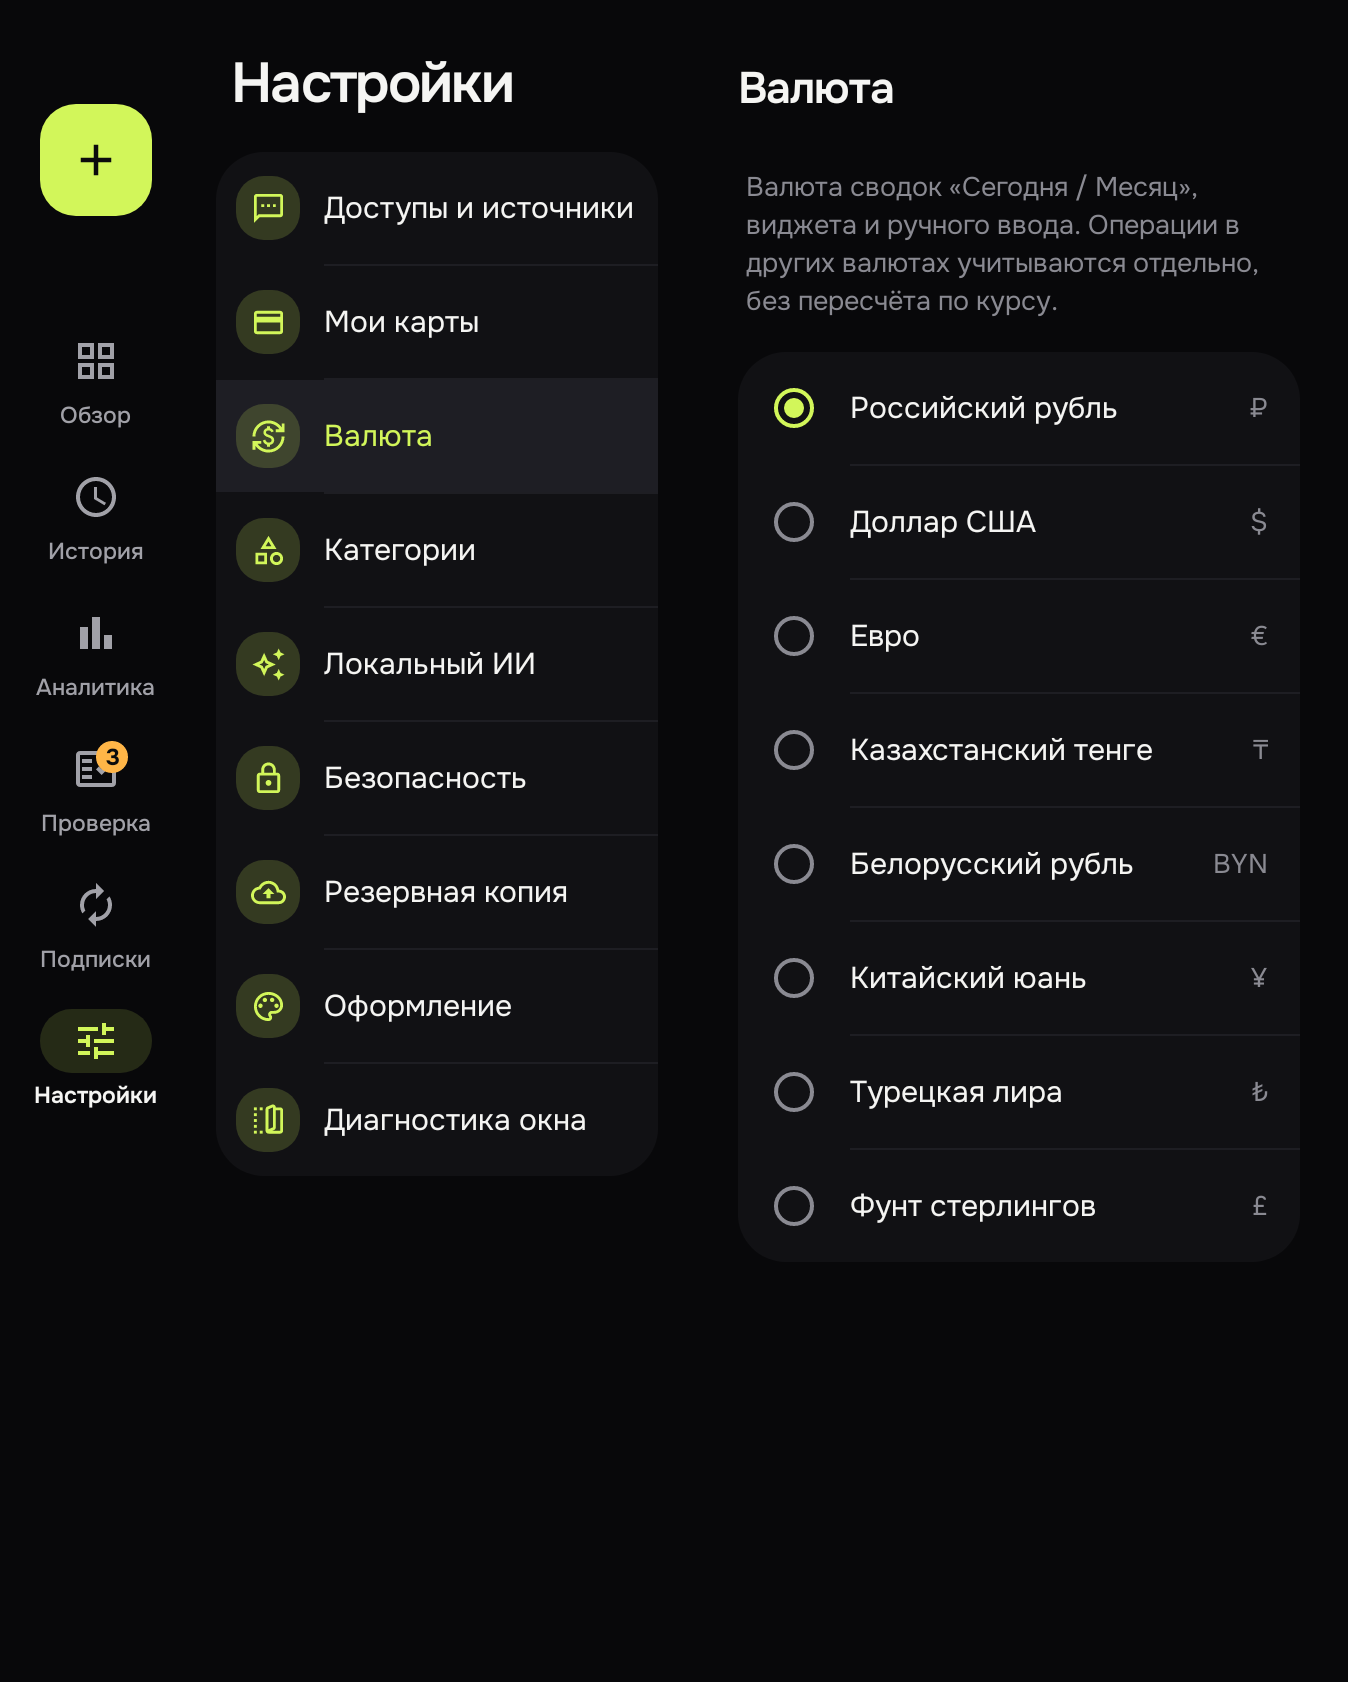 Обзор
История
Аналитика
3
Проверка
Подписки
Настройки
Настройки
Доступы и источники
Мои карты
Валюта
Категории
Локальный ИИ
Безопасность
Резервная копия
Оформление
Диагностика окна
Валюта
Валюта сводок «Сегодня / Месяц»,
виджета и ручного ввода. Операции в
других валютах учитываются отдельно,
без пересчёта по курсу.
Российский рубль ₽
Доллар США $
Евро €
Казахстанский тенге ₸
Белорусский рубль BYN
Китайский юань ¥
Турецкая лира ₺
Фунт стерлингов £